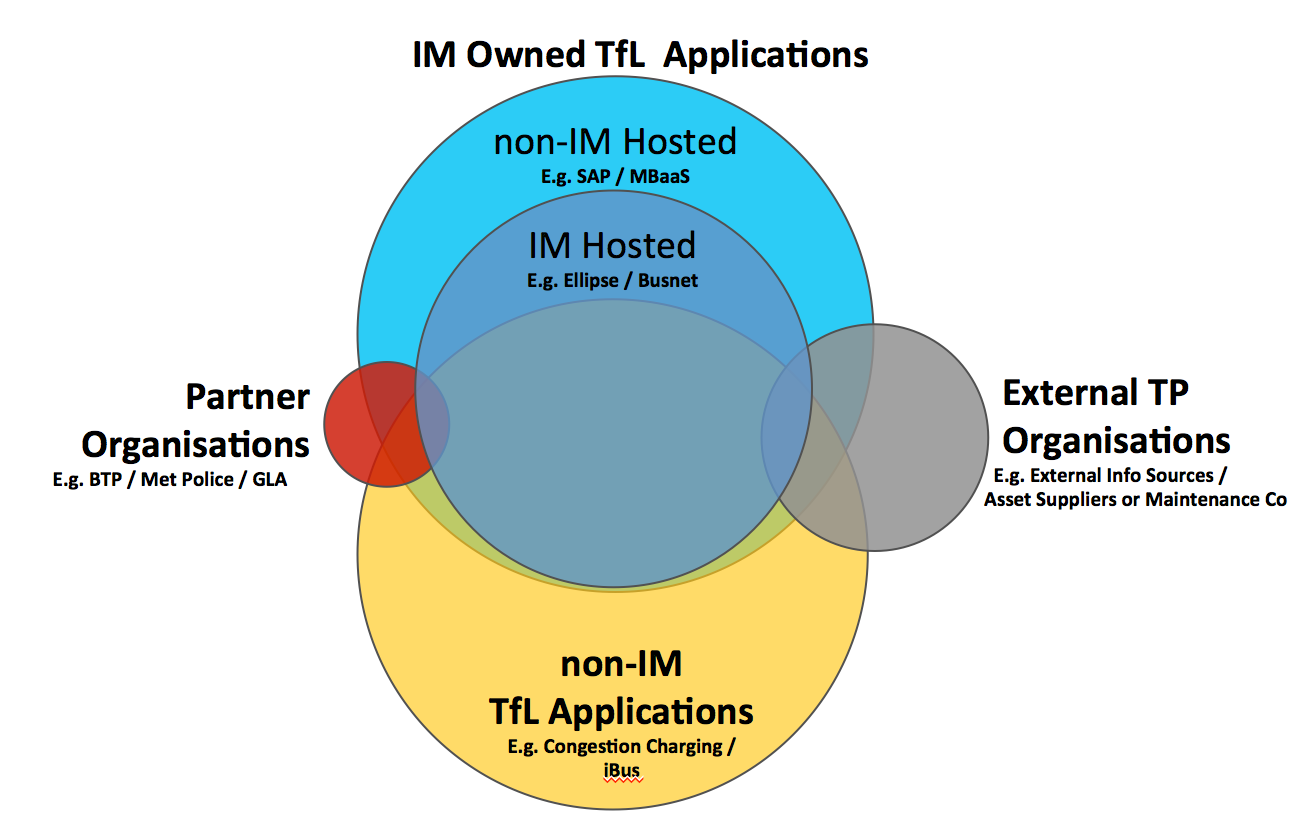 IM Owned TfL  Applications
non-IM Hosted
E.g. SAP / MBaaS
IM Hosted
E.g. Ellipse / Busnet
Partner
Organisations
E.g. BTP / Met Police / GLA
External TP
Organisations
E.g. External Info Sources /
Asset Suppliers or Maintenance Co
non-IM
TfL Applications
E.g. Congestion Charging /
iBus